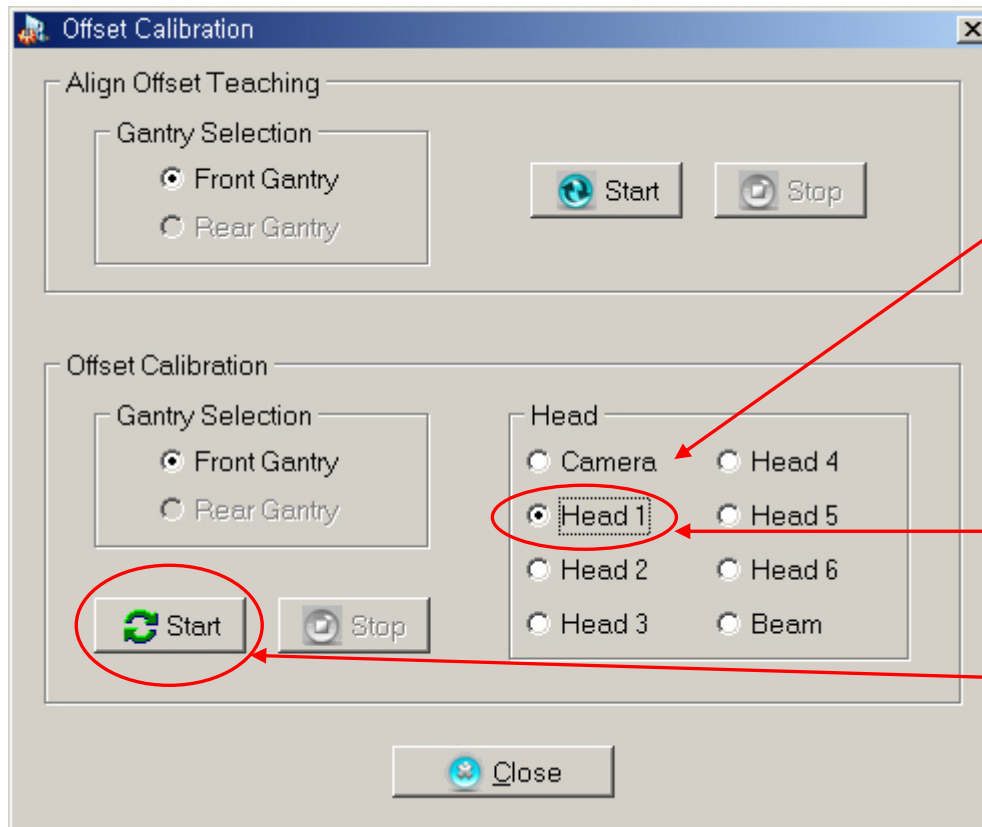 Offset Calibration
Align Offset Teaching
Gantry Selection
Front Gantry
Rear Gantry
Start
Stop
Offset Calibration
Gantry Selection
Front Gantry
Rear Gantry
Start
Stop
Head
Camera
Head 4
Head 1
Head 5
Head 2
Head 6
Head 3
Beam
Close